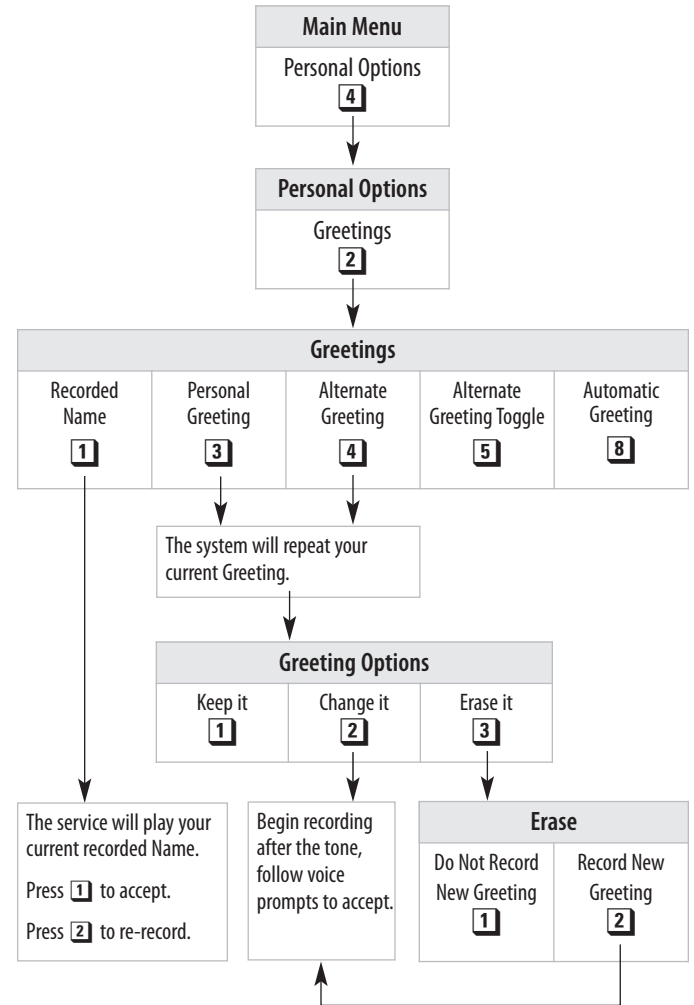 Main Menu
Personal Options
4
Personal Options
Greetings
2
Greetings
Recorded
Name
1
Personal
Greeting
3
Alternate
Greeting
4
Alternate
Greeting Toggle
5
Automatic
Greeting
8
The system will repeat your
current Greeting.
Greeting Options
Keep it
1
Change it
2
Erase it
3
The service will play your
current recorded Name.
Press 1 to accept.
Press 2 to re-record.
Begin recording
after the tone,
follow voice
prompts to accept.
Erase
Do Not Record
New Greeting
1
Record New
Greeting
2